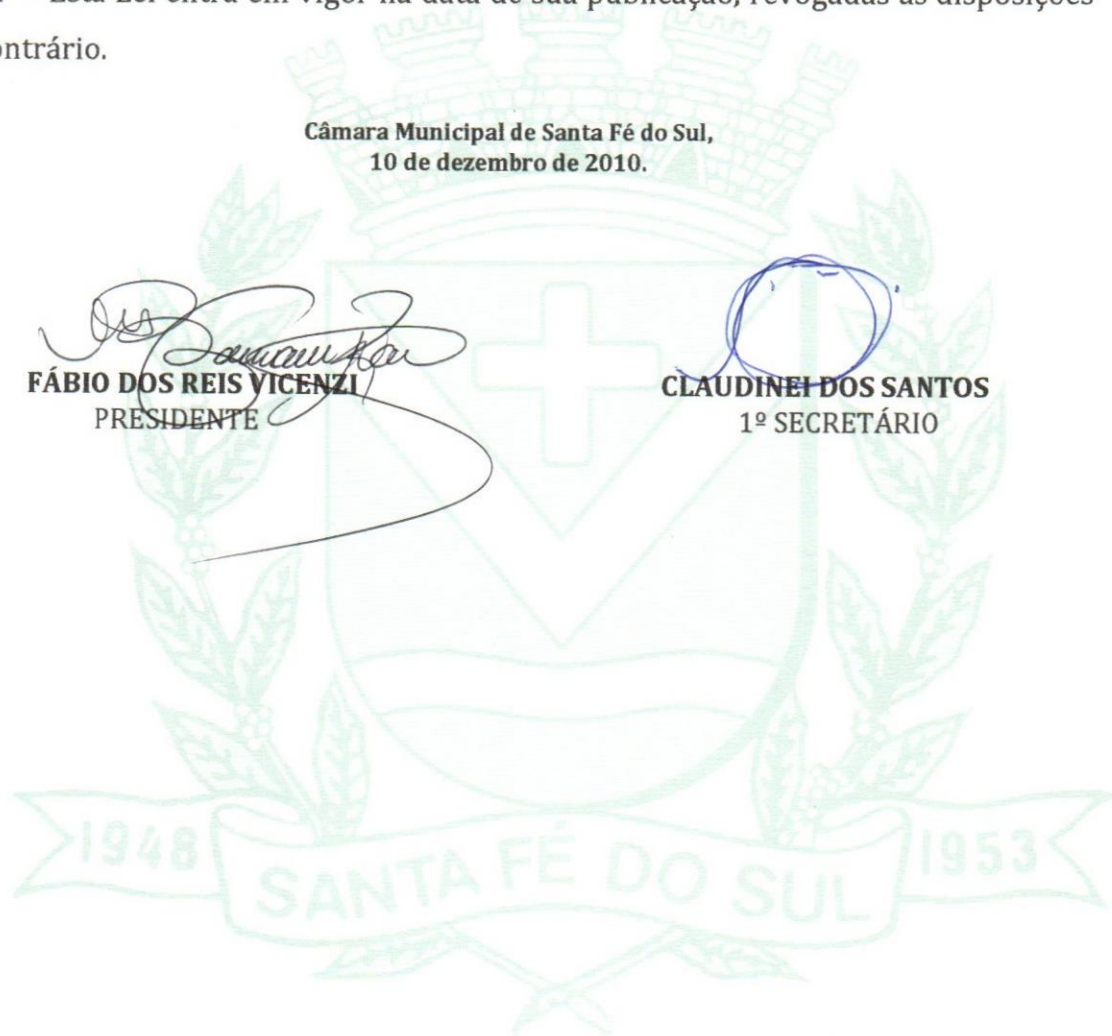 Esta Lei entra em vigor na data de sua publicação, revogadas as disposições
ontrário.
Câmara Municipal de Santa Fé do Sul,
10 de dezembro de 2010.
FÁBIO DOS REIS VICENZI
PRESIDENTE
CLAUDINEI DOS SANTOS
1º SECRETÁRIO
1948
SANTA FÉ DO SUL
1953